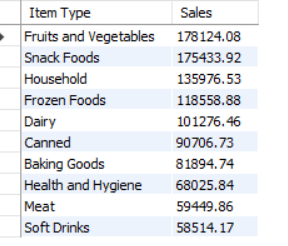 Item Type Sales
Fruits and Vegetables 178124.08
Snack Foods 175433.92
Household 135976.53
Frozen Foods 118558.88
Dairy 101276.46
Canned 90706.73
Baking Goods 81894.74
Health and Hygiene 68025.84
Meat 59449.86
Soft Drinks 58514.17